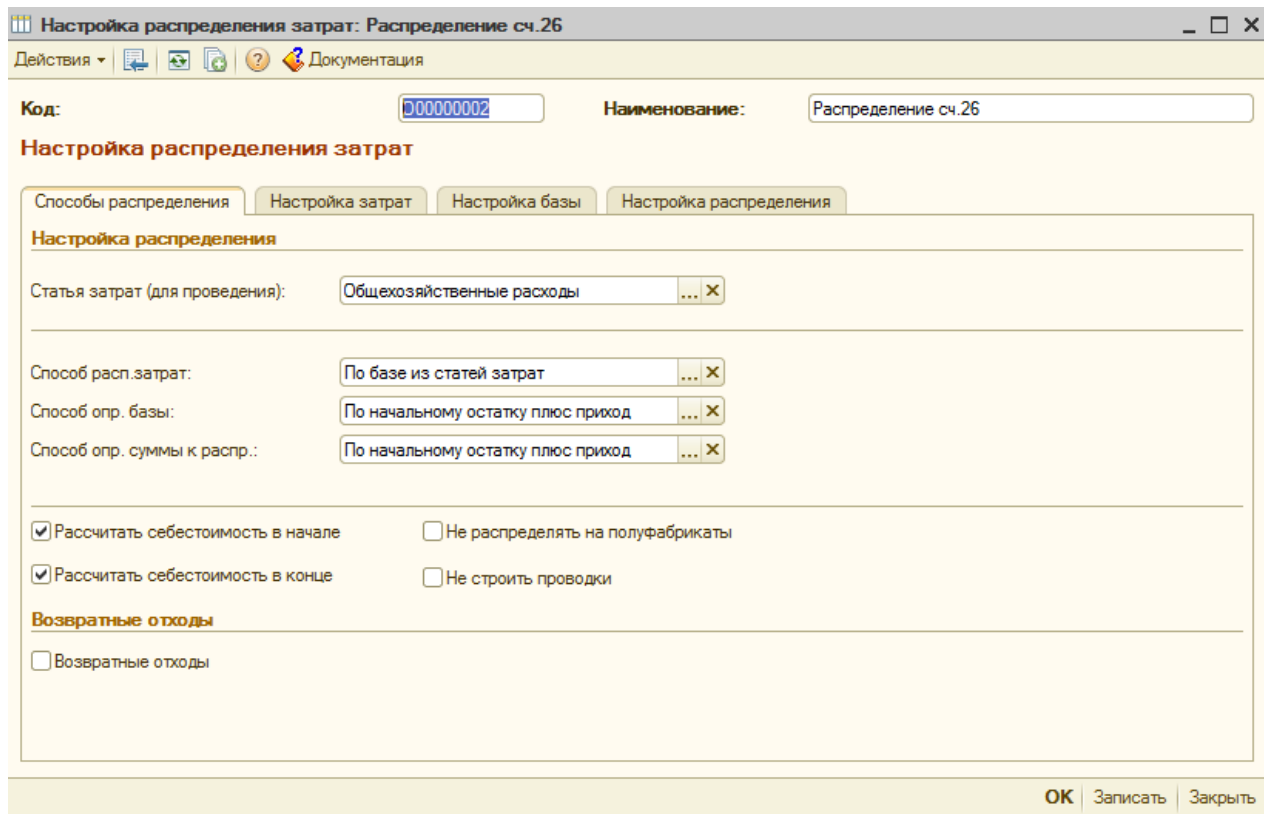 Настройка распределения затрат: Распределение сч.26
Действия Документация
Код: 000000002 Наименование: Распределение сч.26
Настройка распределения затрат
Способы распределения Настройка затрат Настройка базы Настройка распределения
Настройка распределения
Статья затрат (для проведения): Общехозяйственные расходы ...
Способ расп.затрат: По базе из статей затрат ...
Способ опр. базы: По начальному остатку плюс приход ...
Способ опр. суммы к распр.: По начальному остатку плюс приход ...
Рассчитать себестоимость в начале Не распределять на полуфабрикаты
Рассчитать себестоимость в конце Не строить проводки
Возвратные отходы
Возвратные отходы
OK Записать Закрыть